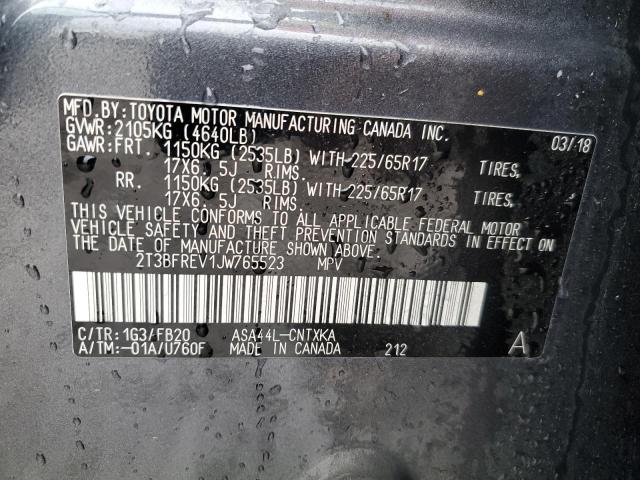 MFD.BY:TOYOTA MOTOR MANUFACTURING CANADA INC.
GVWR:2105KG (4640LB) 03/18
GAWR:FRT. 1150KG (2535LB) WITH 225/65R17 TIRES,
17X6.5J RIMS.
RR. 1150KG (2535LB) WITH 225/65R17 TIRES,
17X6.5J RIMS.
THIS VEHICLE CONFORMS TO ALL APPLICABLE FEDERAL MOTOR
VEHICLE SAFETY AND THEFT PREVENTION STANDARDS IN EFFECT ON
THE DATE OF MANUFACTURE SHOWN ABOVE.
2T3BFREV1JW765523 MPV
C/TR:1G3/FB20 ASA44L-CNTXKA
A/TM:-01A/U760F MADE IN CANADA 212 A